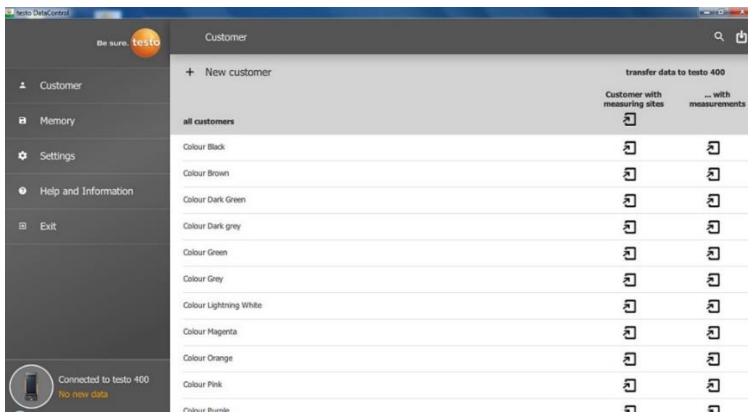 testo DataControl
Be sure. testo
Customer
Memory
Settings
Help and Information
Exit
Connected to testo 400
No new data
Customer
+ New customer
transfer data to testo 400
Customer with
measuring sites
... with
measurements
all customers
Colour Black
Colour Brown
Colour Dark Green
Colour Dark grey
Colour Green
Colour Grey
Colour Lightning White
Colour Magenta
Colour Orange
Colour Pink
Colour Purple